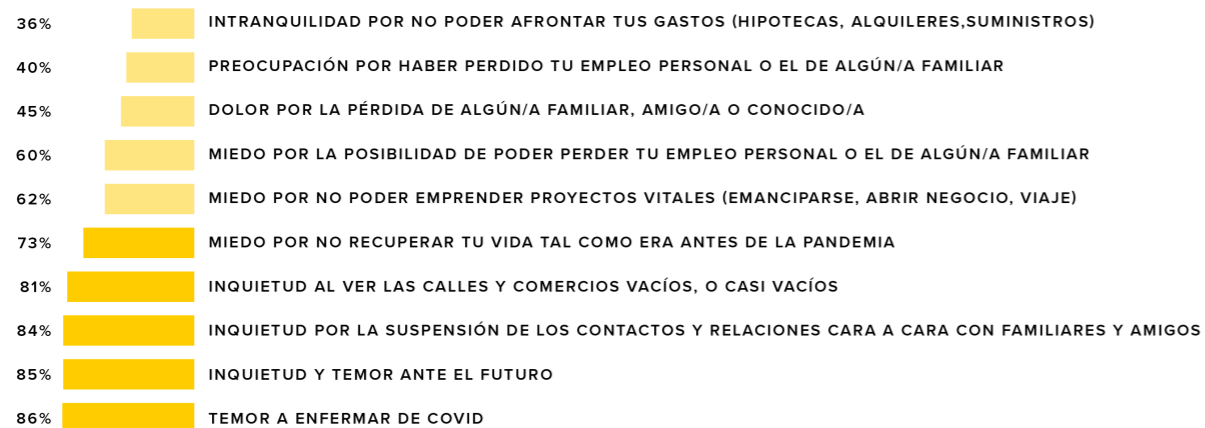 36% INTRANQUILIDAD POR NO PODER AFRONTAR TUS GASTOS (HIPOTECAS, ALQUILERES,SUMINISTROS)
40% PREOCUPACIÓN POR HABER PERDIDO TU EMPLEO PERSONAL O EL DE ALGÚN/A FAMILIAR
45% DOLOR POR LA PÉRDIDA DE ALGÚN/A FAMILIAR, AMIGO/A O CONOCIDO/A
60% MIEDO POR LA POSIBILIDAD DE PODER PERDER TU EMPLEO PERSONAL O EL DE ALGÚN/A FAMILIAR
62% MIEDO POR NO PODER EMPRENDER PROYECTOS VITALES (EMANCIPARSE, ABRIR NEGOCIO, VIAJE)
73% MIEDO POR NO RECUPERAR TU VIDA TAL COMO ERA ANTES DE LA PANDEMIA
81% INQUIETUD AL VER LAS CALLES Y COMERCIOS VACÍOS, O CASI VACÍOS
84% INQUIETUD POR LA SUSPENSIÓN DE LOS CONTACTOS Y RELACIONES CARA A CARA CON FAMILIARES Y AMIGOS
85% INQUIETUD Y TEMOR ANTE EL FUTURO
86% TEMOR A ENFERMAR DE COVID